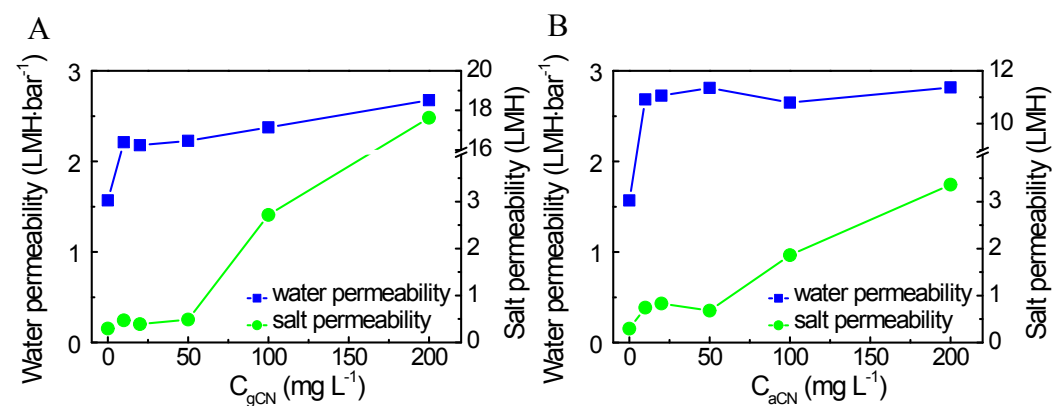 A
B
Water permeability (LMH·bar⁻¹)
3
2
1
0
20
18
16
3
2
1
0
Salt permeability (LMH)
water permeability
salt permeability
0 50 100 150 200
C_gCN (mg L⁻¹)
Water permeability (LMH·bar⁻¹)
3
2
1
0
12
10
3
2
1
0
Salt permeability (LMH)
water permeability
salt permeability
0 50 100 150 200
C_aCN (mg L⁻¹)